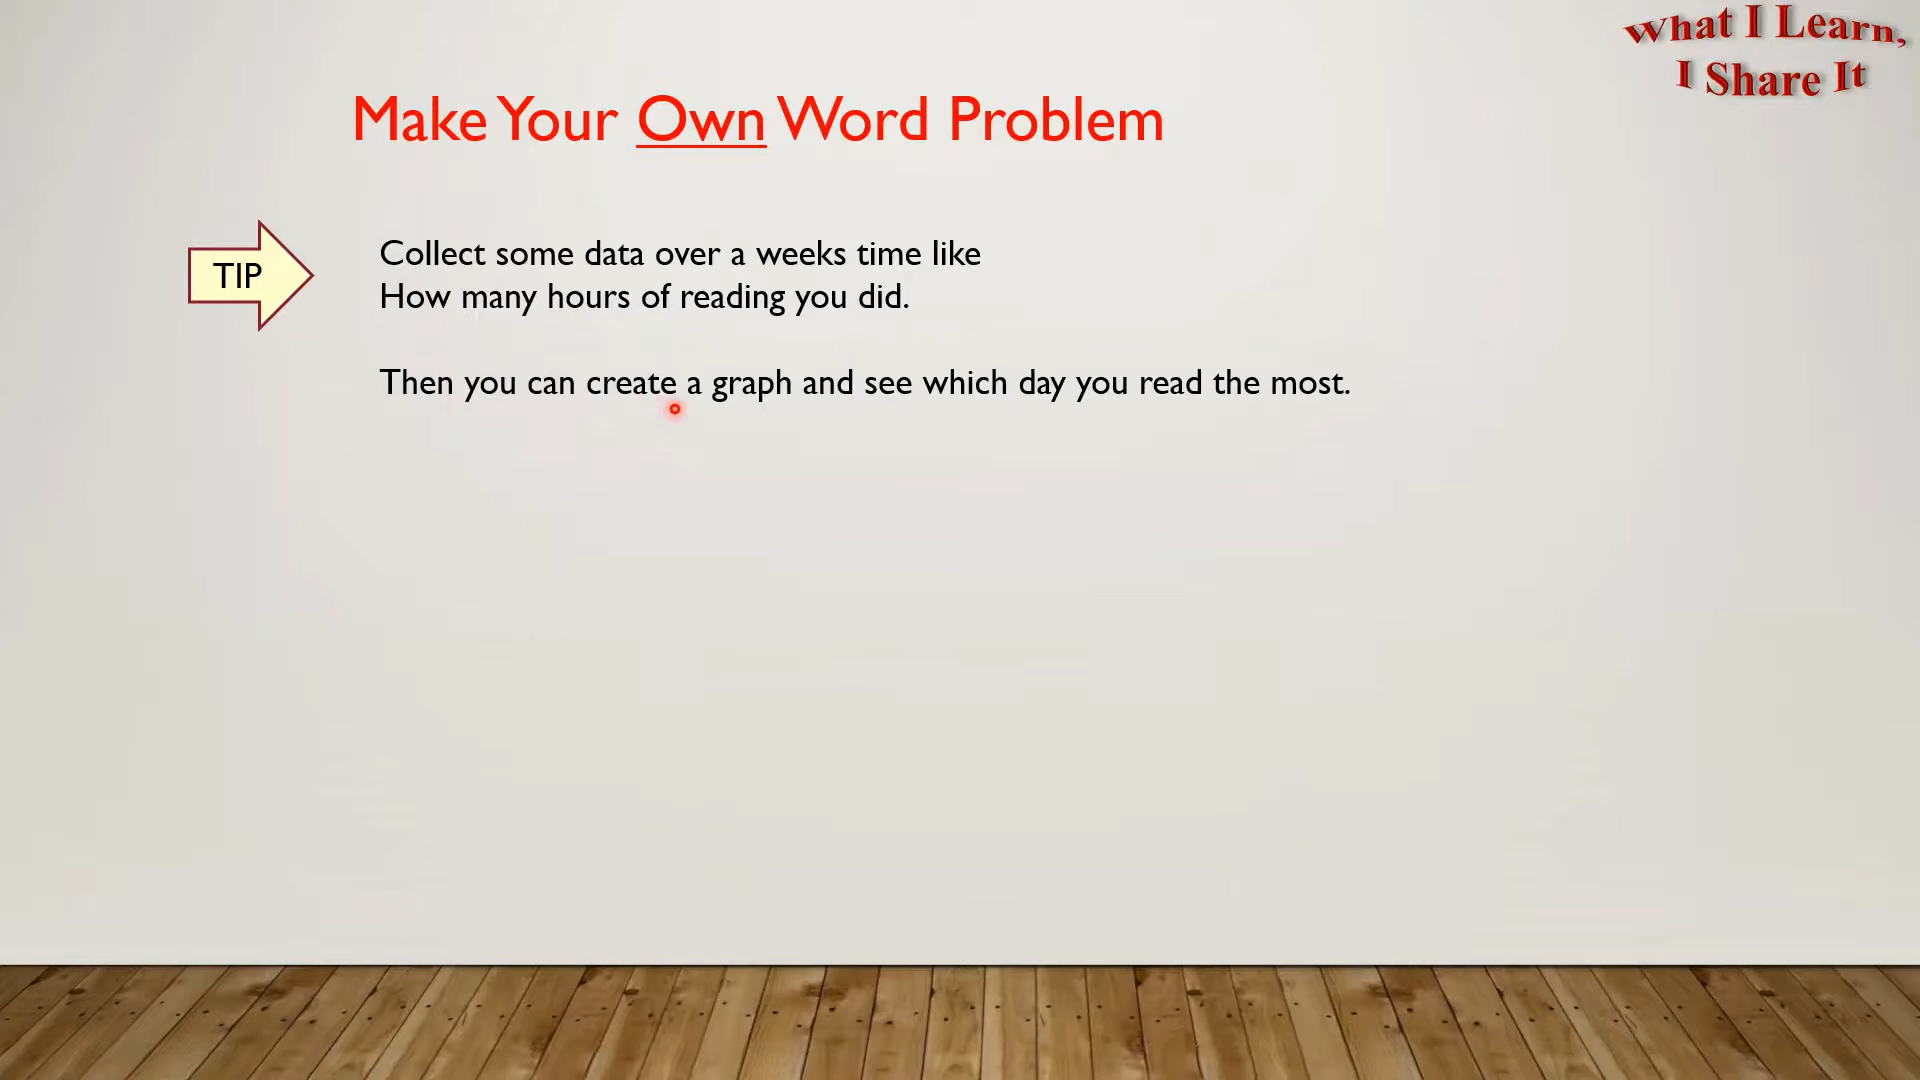 What I Learn,
I Share It
Make Your Own Word Problem
TIP
Collect some data over a weeks time like
How many hours of reading you did.
Then you can create a graph and see which day you read the most.